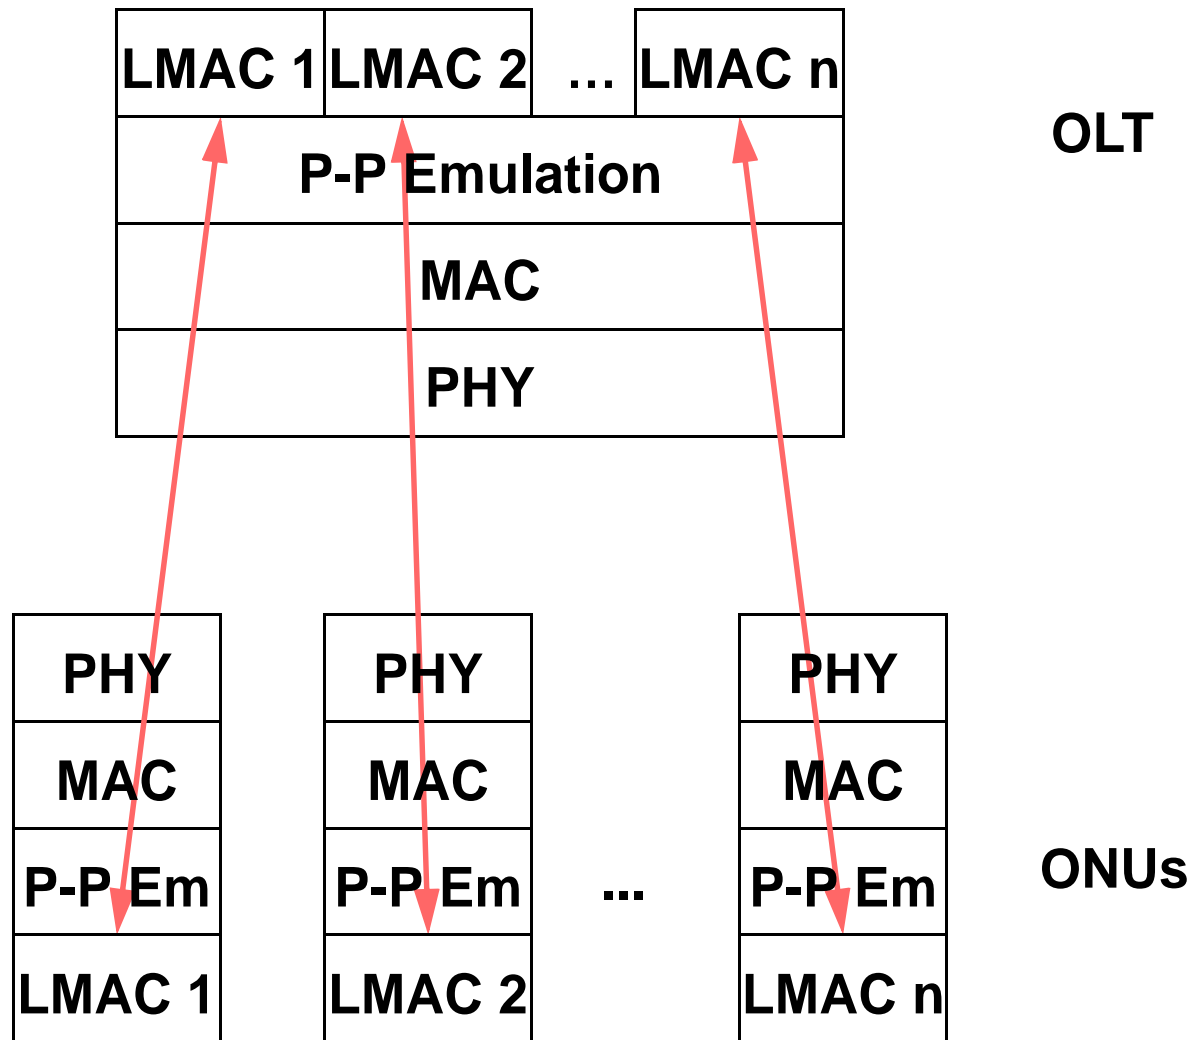 LMAC 1 LMAC 2 ... LMAC n
OLT
P-P Emulation
MAC
PHY
PHY PHY PHY
MAC MAC MAC
P-P Em P-P Em ... P-P Em
ONUs
LMAC 1 LMAC 2 LMAC n